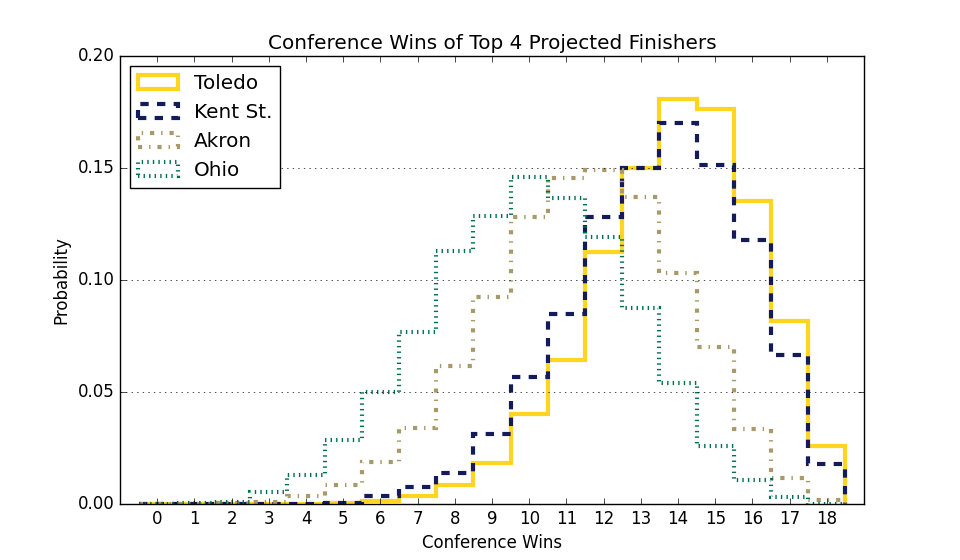 Conference Wins of Top 4 Projected Finishers
0.20
Toledo
Kent St.
Akron
Ohio
0.15
0.10
0.05
0.00
Probability
0 1 2 3 4 5 6 7 8 9 10 11 12 13 14 15 16 17 18
Conference Wins